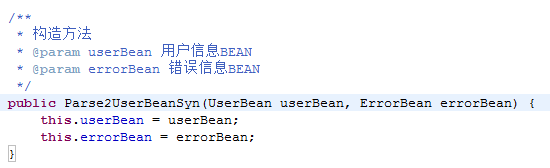 /**
 * 构造方法
 * @param userBean 用户信息BEAN
 * @param errorBean 错误信息BEAN
 */
public Parse2UserBeanSyn(UserBean userBean, ErrorBean errorBean) {
    this.userBean = userBean;
    this.errorBean = errorBean;
}